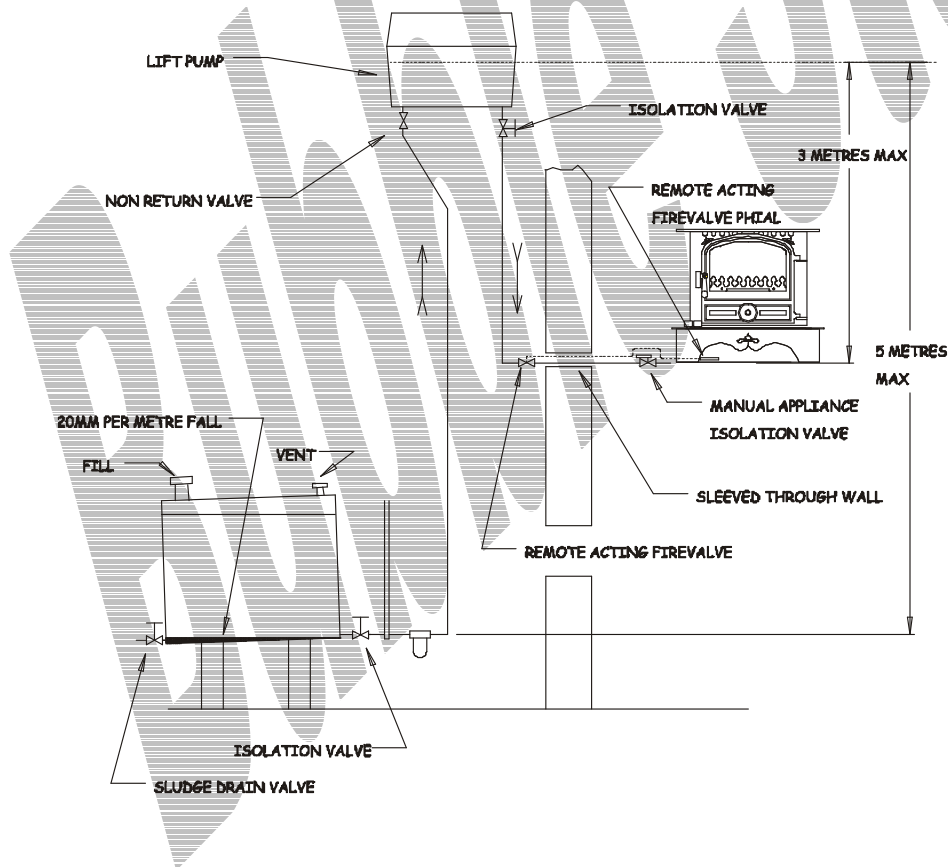 LIFT PUMP
ISOLATION VALVE
3 METRES MAX
NON RETURN VALVE
REMOTE ACTING
FIREVALVE PHIAL
5 METRES
MAX
MANUAL APPLIANCE
ISOLATION VALVE
20MM PER METRE FALL
FILL
VENT
SLEEVED THROUGH WALL
REMOTE ACTING FIREVALVE
ISOLATION VALVE
SLUDGE DRAIN VALVE